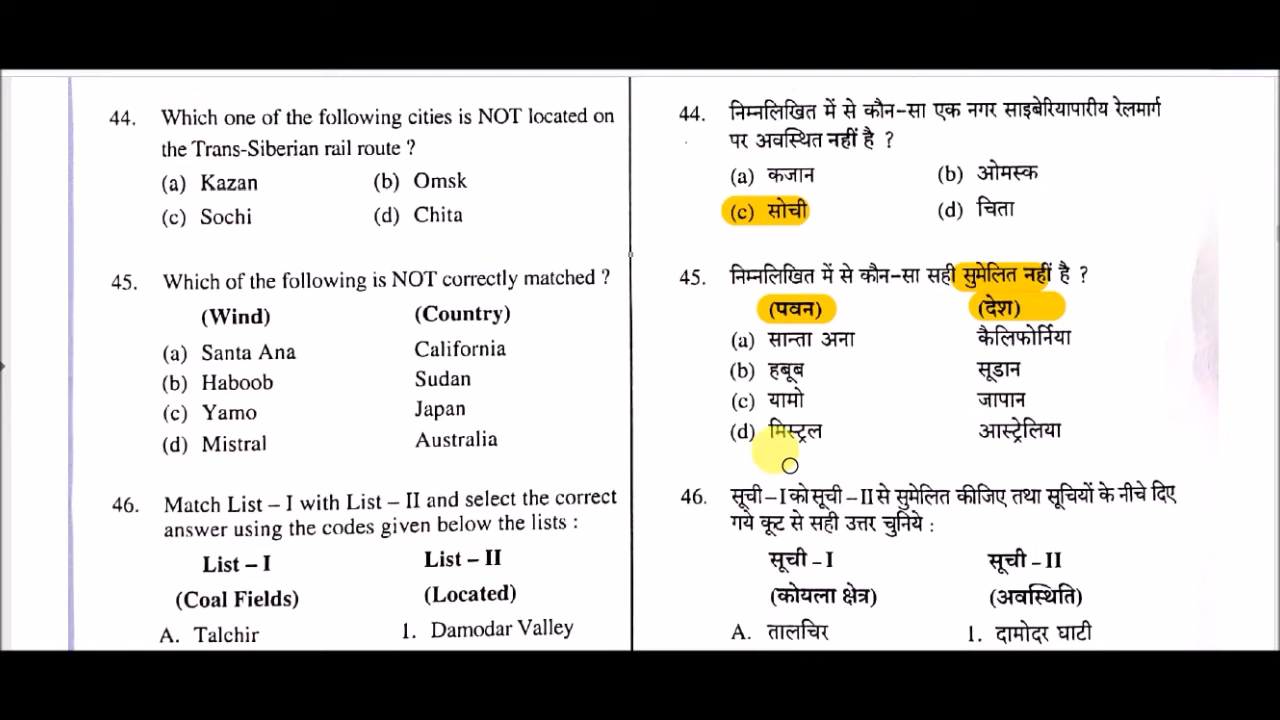 44. Which one of the following cities is NOT located on
the Trans-Siberian rail route ?
(a) Kazan (b) Omsk
(c) Sochi (d) Chita
45. Which of the following is NOT correctly matched ?
(Wind) (Country)
(a) Santa Ana California
(b) Haboob Sudan
(c) Yamo Japan
(d) Mistral Australia
46. Match List – I with List – II and select the correct
answer using the codes given below the lists :
List – I List – II
(Coal Fields) (Located)
A. Talchir 1. Damodar Valley
44. निम्नलिखित में से कौन-सा एक नगर साइबेरियापारीय रेलमार्ग
पर अवस्थित नहीं है ?
(a) कजान (b) ओमस्क
(c) सोची (d) चिता
45. निम्नलिखित में से कौन-सा सही सुमेलित नहीं है ?
(पवन) (देश)
(a) सान्ता अना कैलिफोर्निया
(b) हबूब सूडान
(c) यामो जापान
(d) मिस्ट्रल आस्ट्रेलिया
46. सूची – I को सूची – II से सुमेलित कीजिए तथा सूचियों के नीचे दिए
गये कूट से सही उत्तर चुनिये :
सूची – I सूची – II
(कोयला क्षेत्र) (अवस्थिति)
A. तालचिर 1. दामोदर घाटी